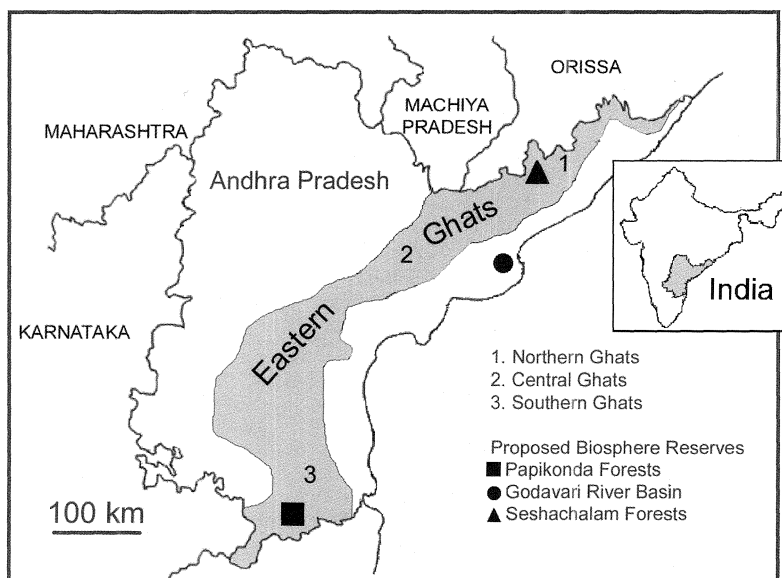 ORISSA
MACHIYA
PRADESH
MAHARASHTRA
Andhra Pradesh
1
Ghats
2
Eastern
India
KARNATAKA
1. Northern Ghats
2. Central Ghats
3. Southern Ghats
Proposed Biosphere Reserves
Papikonda Forests
Godavari River Basin
Seshachalam Forests
3
100 km